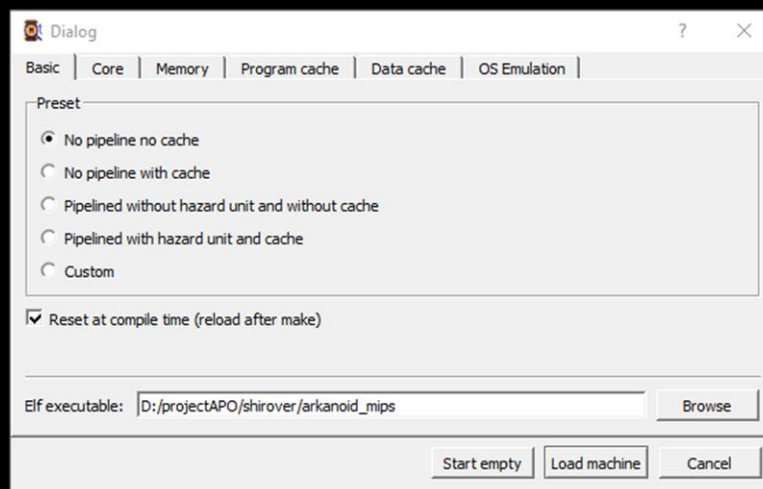 Dialog
? 
Basic Core Memory Program cache Data cache OS Emulation
Preset
No pipeline no cache
No pipeline with cache
Pipelined without hazard unit and without cache
Pipelined with hazard unit and cache
Custom
Reset at compile time (reload after make)
Elf executable: D:/projectAPO/shirover/arkanoid_mips Browse
Start empty Load machine Cancel